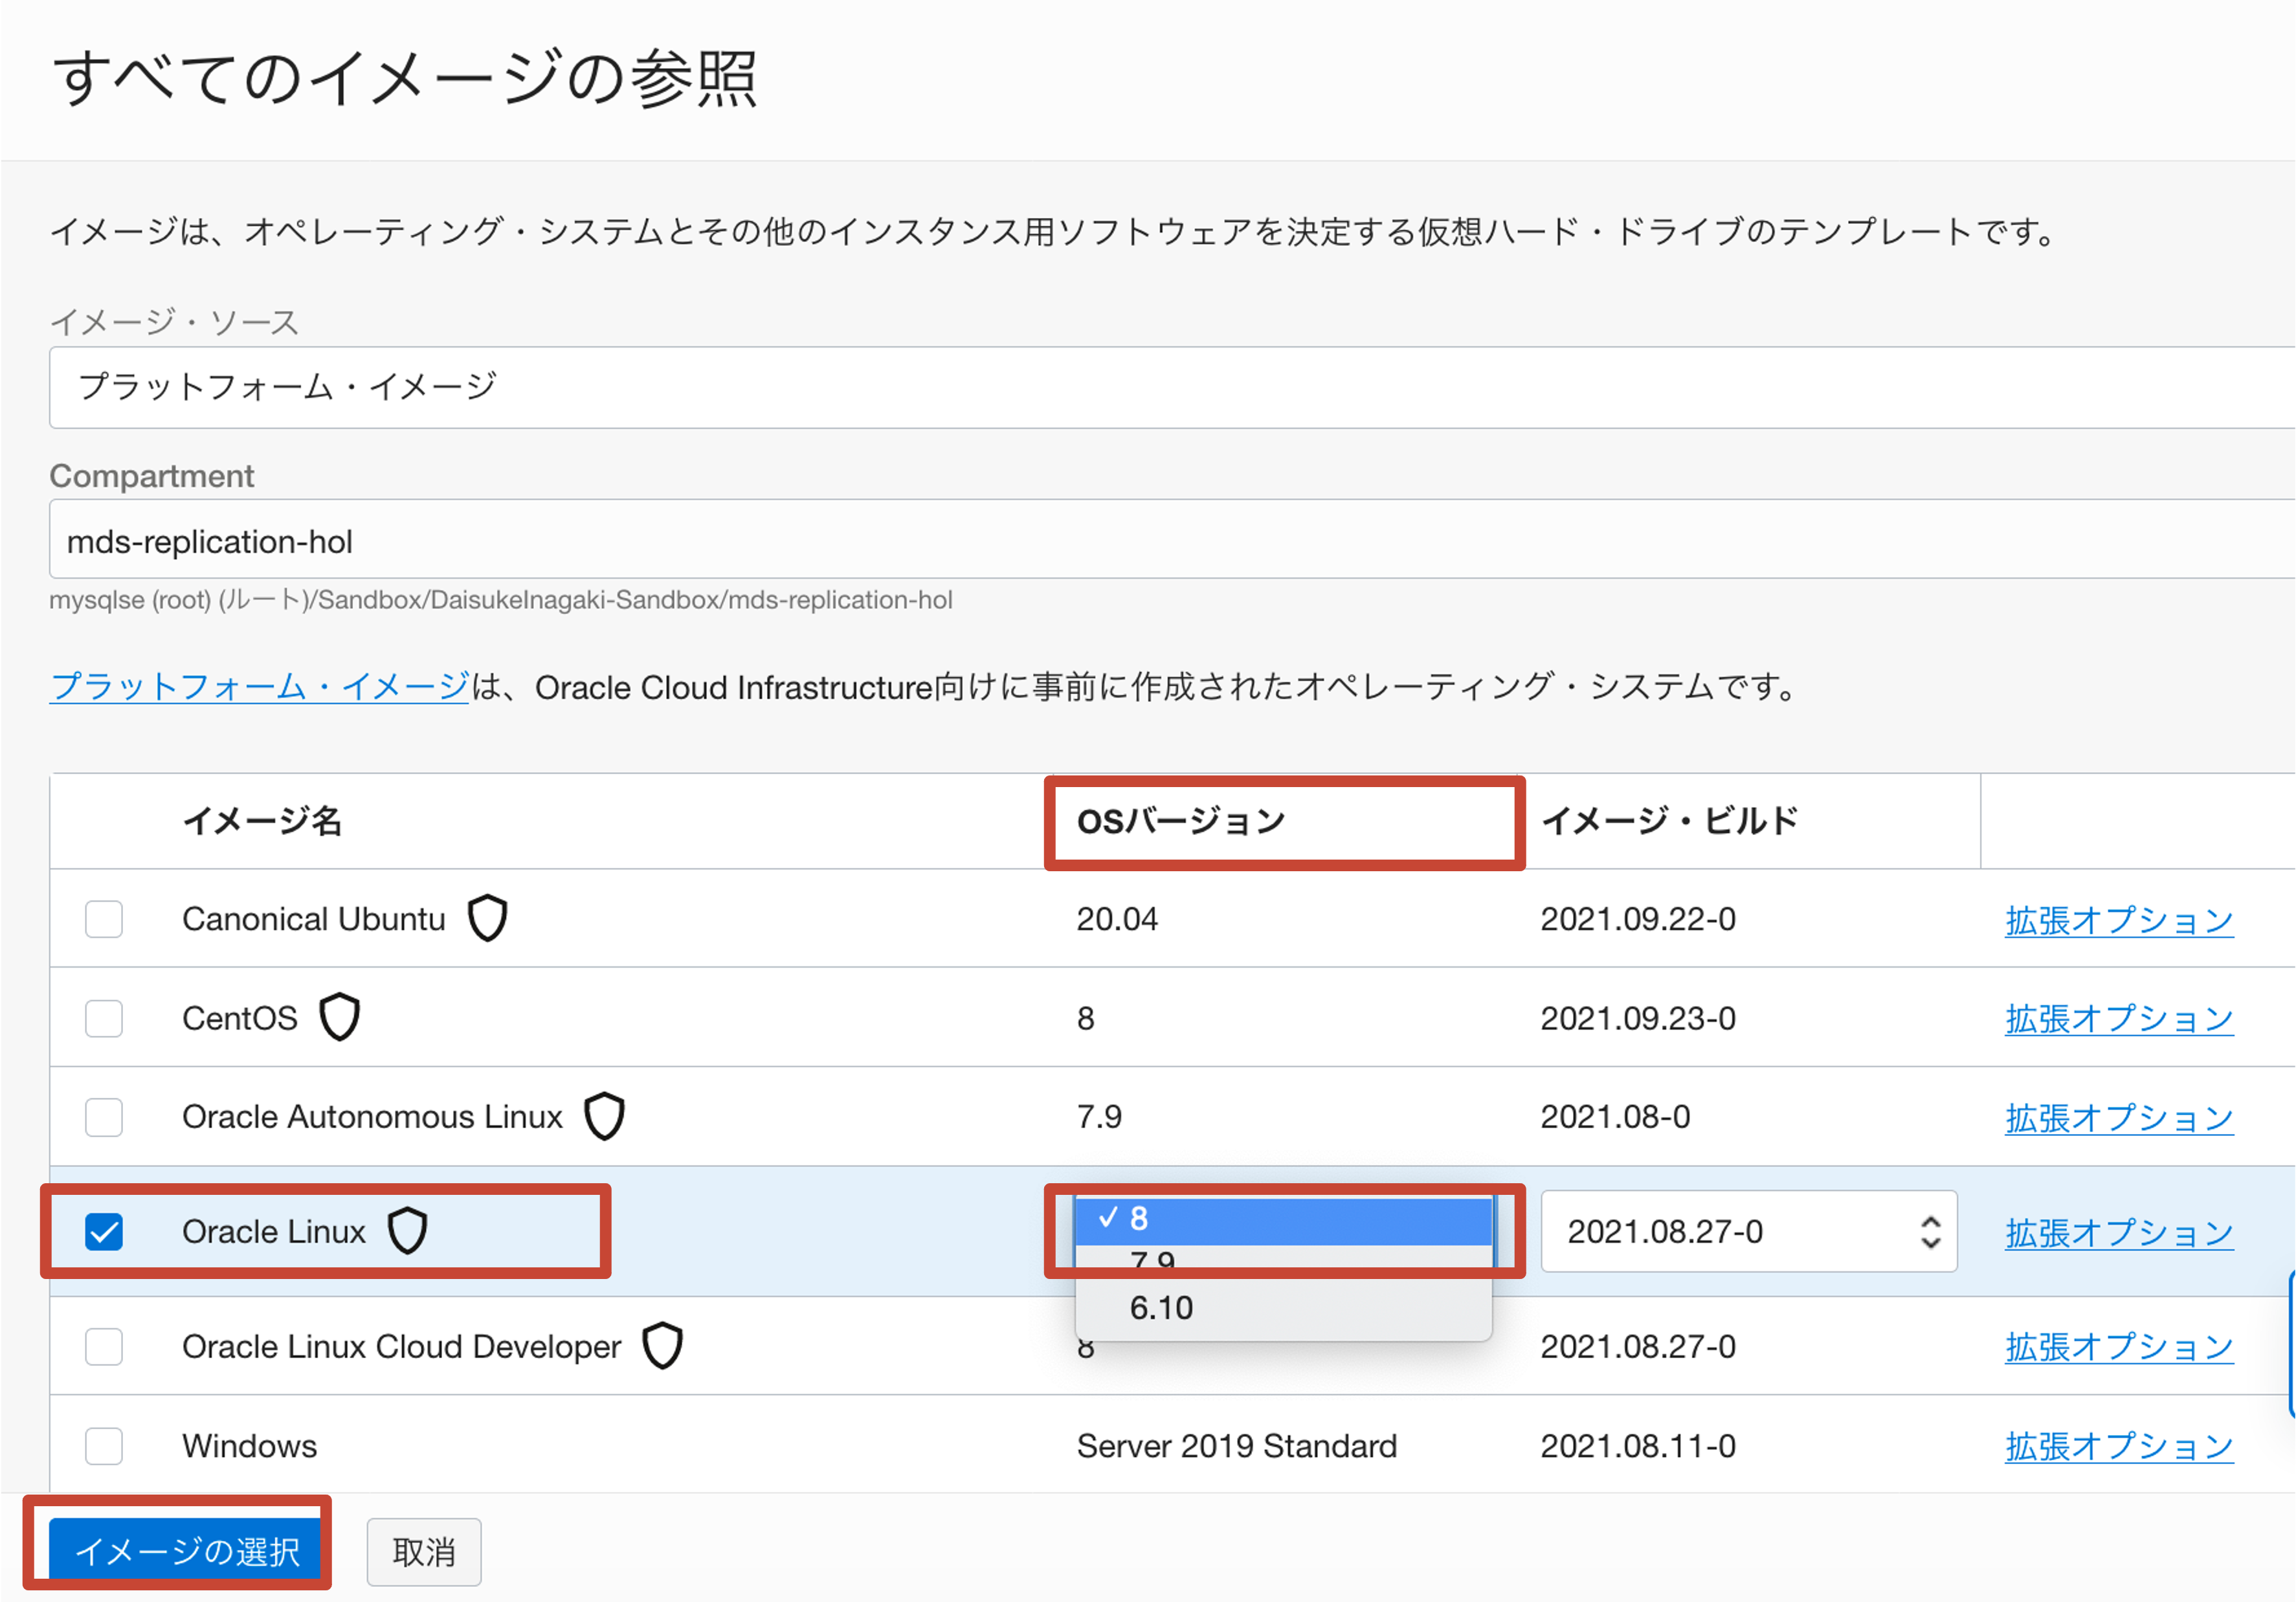 すべてのイメージの参照
イメージは、オペレーティング・システムとその他のインスタンス用ソフトウェアを決定する仮想ハード・ドライブのテンプレートです。
イメージ・ソース
プラットフォーム・イメージ
Compartment
mds-replication-hol
mysqlse (root) (ルート)/Sandbox/DaisukeInagaki-Sandbox/mds-replication-hol
プラットフォーム・イメージは、Oracle Cloud Infrastructure向けに事前に作成されたオペレーティング・システムです。
イメージ名 OSバージョン イメージ・ビルド
Canonical Ubuntu 20.04 2021.09.22-0 拡張オプション
CentOS 8 2021.09.23-0 拡張オプション
Oracle Autonomous Linux 7.9 2021.08-0 拡張オプション
Oracle Linux ✓ 8 2021.08.27-0 拡張オプション
7.9
6.10
Oracle Linux Cloud Developer 8 2021.08.27-0 拡張オプション
Windows Server 2019 Standard 2021.08.11-0 拡張オプション
イメージの選択 取消